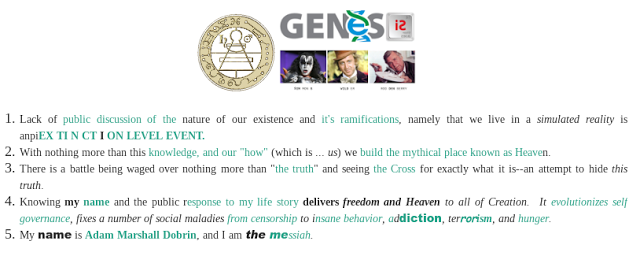 GENES
is
1. Lack of public discussion of the nature of our existence and it's ramifications, namely that we live in a simulated reality is
anpiEX TI N CT I ON LEVEL EVENT.
2. With nothing more than this knowledge, and our "how" (which is ... us) we build the mythical place known as Heaven.
3. There is a battle being waged over nothing more than "the truth" and seeing the Cross for exactly what it is--an attempt to hide this
truth.
4. Knowing my name and the public response to my life story delivers freedom and Heaven to all of Creation. It evolutionizes self
governance, fixes a number of social maladies from censorship to insane behavior, addiction, terrorism, and hunger.
5. My name is Adam Marshall Dobrin, and I am the messiah.